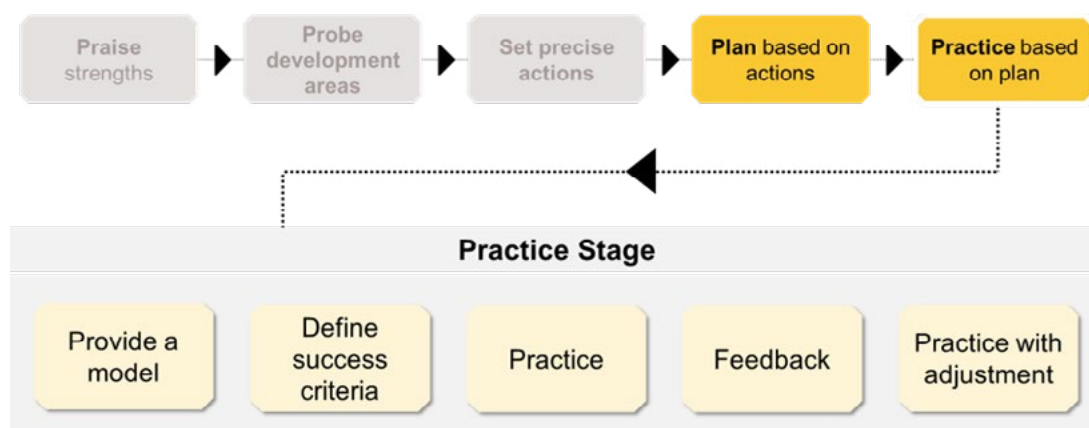 Praise
strengths
Probe
development
areas
Set precise
actions
Plan based on
actions
Practice based
on plan
Practice Stage
Provide a
model
Define
success
criteria
Practice
Feedback
Practice with
adjustment